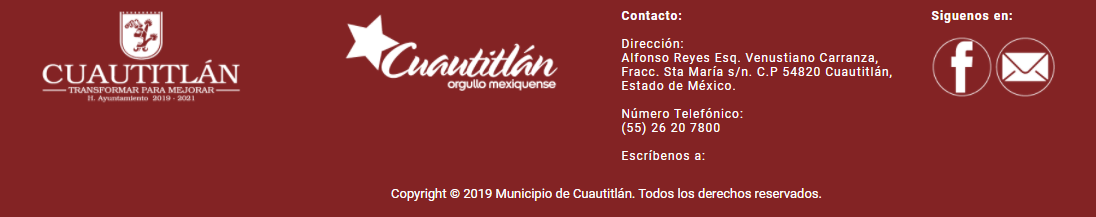 CUAUTITLÁN
TRANSFORMAR PARA MEJORAR
H. Ayuntamiento 2019 - 2021
Cuautitlán
orgullo mexiquense
Contacto:
Dirección:
Alfonso Reyes Esq. Venustiano Carranza,
Fracc. Sta María s/n. C.P 54820 Cuautitlán,
Estado de México.
Número Telefónico:
(55) 26 20 7800
Escríbenos a:
Siguenos en:
Copyright © 2019 Municipio de Cuautitlán. Todos los derechos reservados.